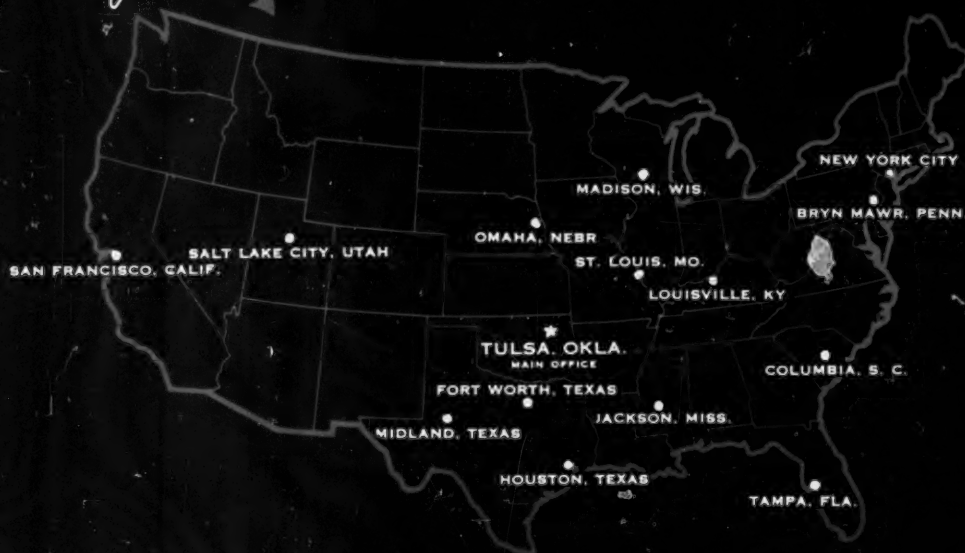 NEW YORK CITY
MADISON, WIS.
BRYN MAWR, PENN
OMAHA, NEBR
SALT LAKE CITY, UTAH
ST. LOUIS, MO.
SAN FRANCISCO, CALIF.
LOUISVILLE, KY
TULSA, OKLA.
MAIN OFFICE
COLUMBIA, S. C.
FORT WORTH, TEXAS
JACKSON, MISS.
MIDLAND, TEXAS
HOUSTON, TEXAS
TAMPA, FLA.